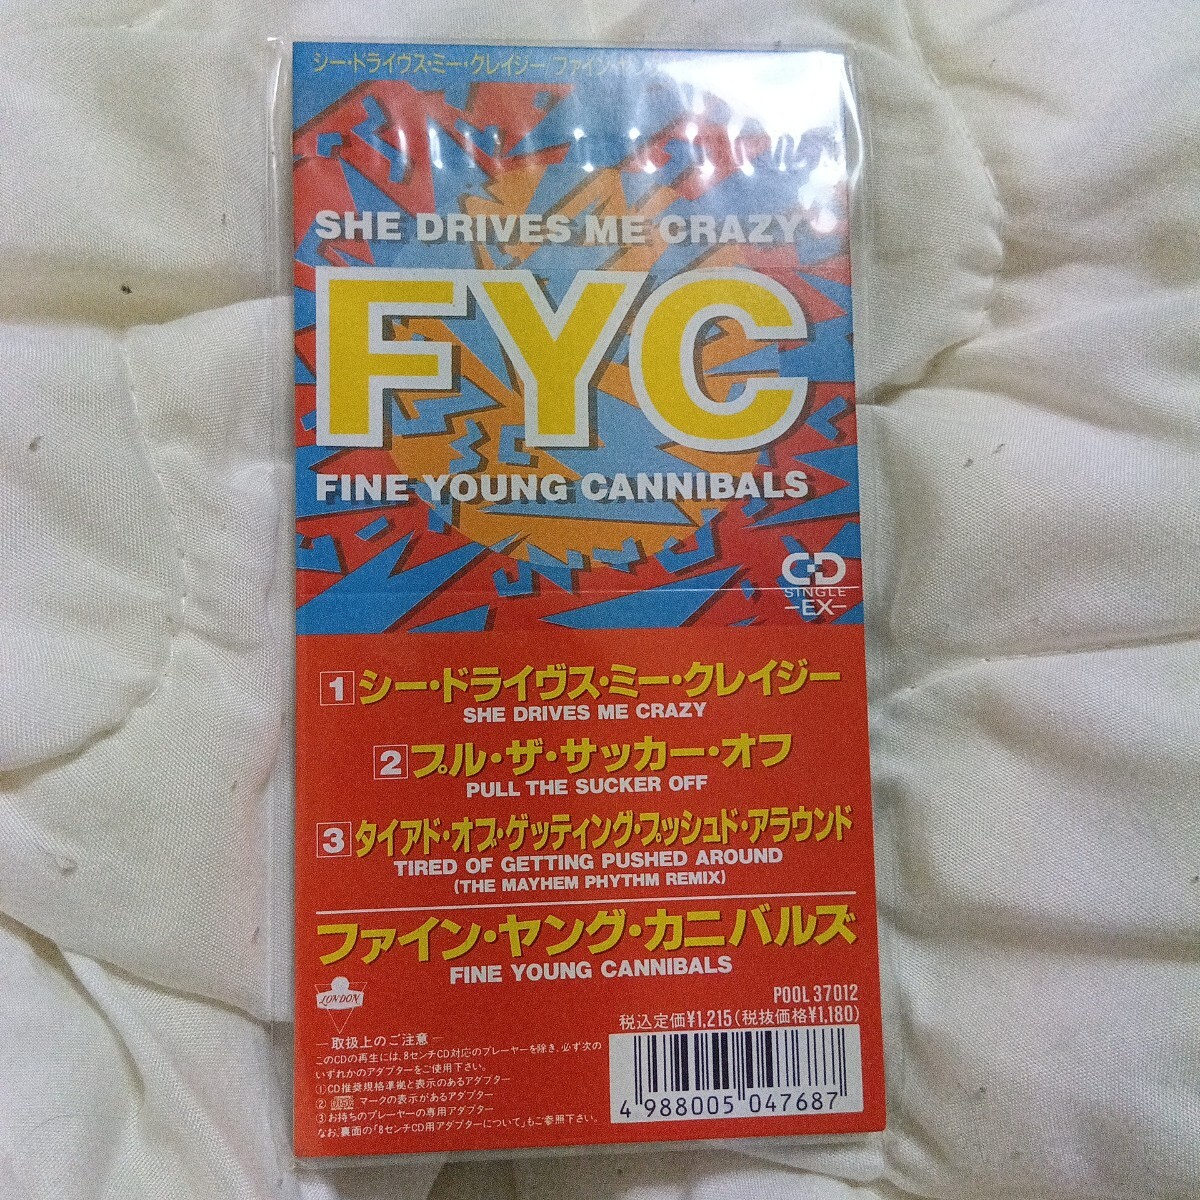 シー・ドライヴス・ミー・クレイジー/ファイン・ヤン
SHE DRIVES ME CRAZY
FYC
FINE YOUNG CANNIBALS
CD
SINGLE
-EX-
1 シー・ドライヴス・ミー・クレイジー
SHE DRIVES ME CRAZY
2 プル・ザ・サッカー・オフ
PULL THE SUCKER OFF
3 タイアド・オブ・ゲッティング・プッシュド・アラウンド
TIRED OF GETTING PUSHED AROUND
(THE MAYHEM PHYTHM REMIX)
ファイン・ヤング・カニバルズ
FINE YOUNG CANNIBALS
LONDON
POOL 37012
税込定価¥1,215(税抜価格¥1,180)
―取扱上のご注意―
このCDの再生には、8センチCD対応のプレーヤーを除き、必ず次の
いずれかのアダプターをご使用下さい。
①CD推奨規格準拠と表示のあるアダプター
② マークの表示があるアダプター
③お持ちのプレーヤーの専用アダプター
なお、裏面の「8センチCD用アダプターについて」もご参照下さい。
4 988005 047687